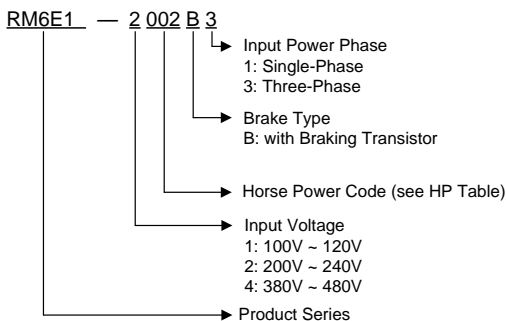 RM6E1 — 2 002 B 3
Input Power Phase
1: Single-Phase
3: Three-Phase
Brake Type
B: with Braking Transistor
Horse Power Code (see HP Table)
Input Voltage
1: 100V ~ 120V
2: 200V ~ 240V
4: 380V ~ 480V
Product Series